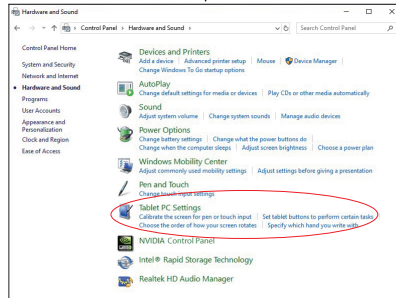 Hardware and Sound
Control Panel › Hardware and Sound ›
Search Control Panel
Control Panel Home
System and Security
Network and Internet
Hardware and Sound
Programs
User Accounts
Appearance and
Personalization
Clock and Region
Ease of Access
Devices and Printers
Add a device | Advanced printer setup | Mouse | Device Manager |
Change Windows To Go startup options
AutoPlay
Change default settings for media or devices | Play CDs or other media automatically
Sound
Adjust system volume | Change system sounds | Manage audio devices
Power Options
Change battery settings | Change what the power buttons do |
Change when the computer sleeps | Adjust screen brightness | Choose a power plan
Windows Mobility Center
Adjust commonly used mobility settings | Adjust settings before giving a presentation
Pen and Touch
Change touch input settings
Tablet PC Settings
Calibrate the screen for pen or touch input | Set tablet buttons to perform certain tasks
Choose the order of how your screen rotates | Specify which hand you write with
NVIDIA Control Panel
Intel® Rapid Storage Technology
Realtek HD Audio Manager